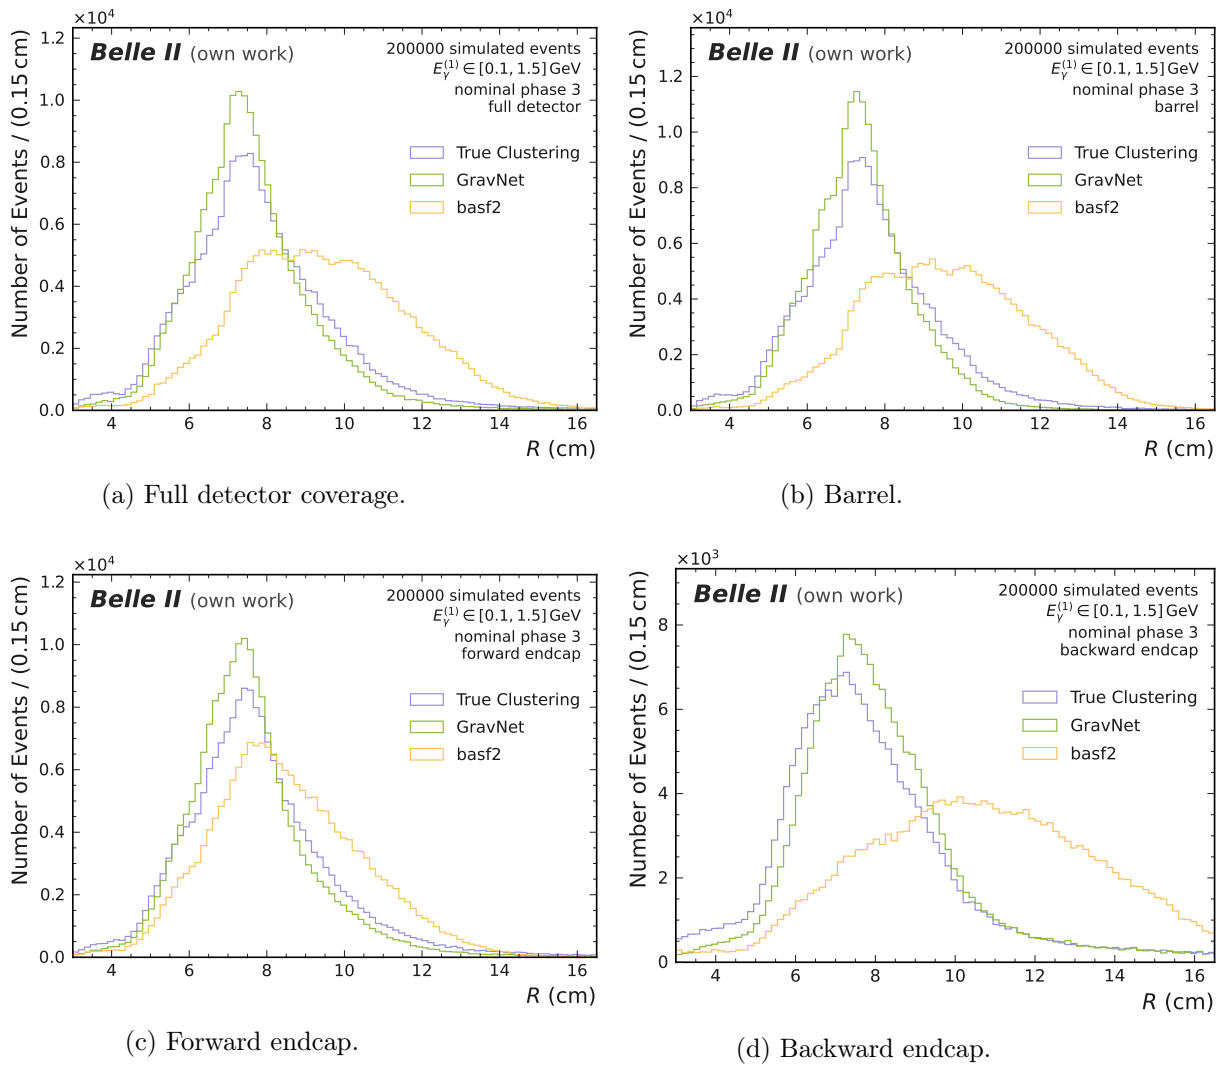 ×10⁴
Belle II (own work)
200000 simulated events
E_γ^(1) ∈ [0.1, 1.5] GeV
nominal phase 3
full detector
True Clustering
GravNet
basf2
Number of Events / (0.15 cm)
1.2
1.0
0.8
0.6
0.4
0.2
0.0
4 6 8 10 12 14 16
R (cm)
(a) Full detector coverage.
×10⁴
Belle II (own work)
200000 simulated events
E_γ^(1) ∈ [0.1, 1.5] GeV
nominal phase 3
barrel
True Clustering
GravNet
basf2
Number of Events / (0.15 cm)
1.2
1.0
0.8
0.6
0.4
0.2
0.0
4 6 8 10 12 14 16
R (cm)
(b) Barrel.
×10⁴
Belle II (own work)
200000 simulated events
E_γ^(1) ∈ [0.1, 1.5] GeV
nominal phase 3
forward endcap
True Clustering
GravNet
basf2
Number of Events / (0.15 cm)
1.2
1.0
0.8
0.6
0.4
0.2
0.0
4 6 8 10 12 14 16
R (cm)
(c) Forward endcap.
×10³
Belle II (own work)
200000 simulated events
E_γ^(1) ∈ [0.1, 1.5] GeV
nominal phase 3
backward endcap
True Clustering
GravNet
basf2
Number of Events / (0.15 cm)
8
6
4
2
0
4 6 8 10 12 14 16
R (cm)
(d) Backward endcap.